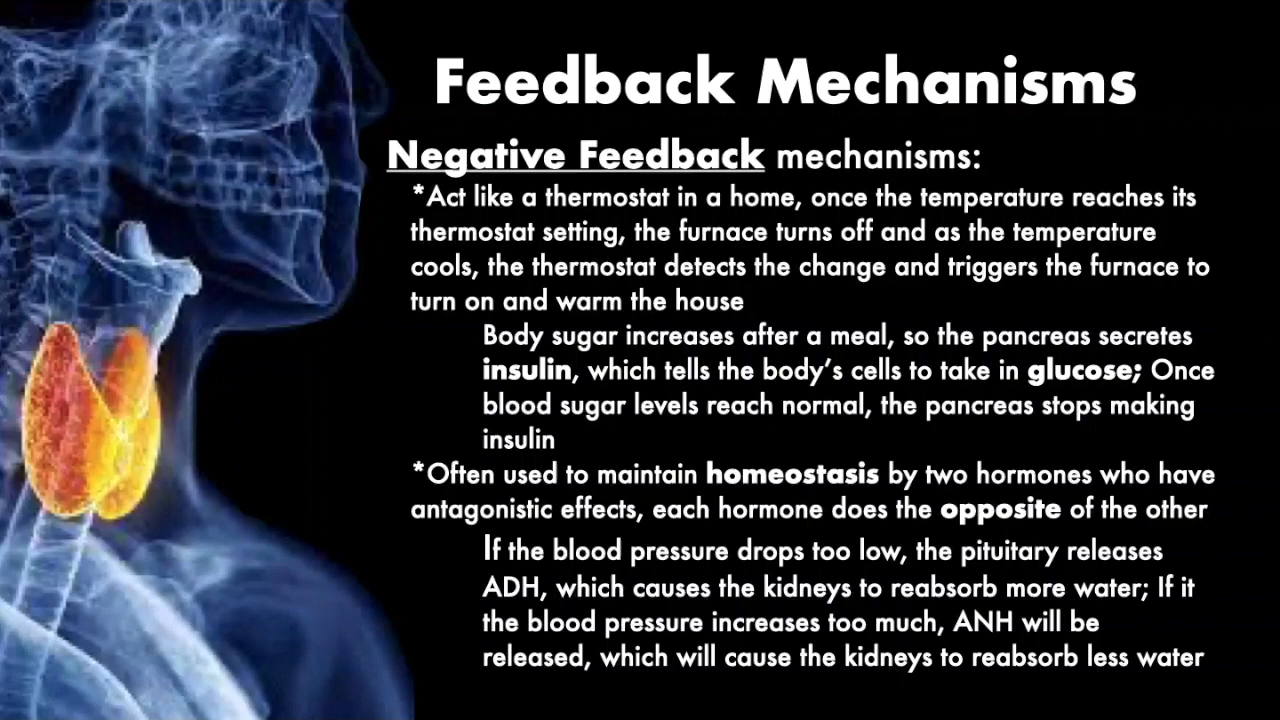 Feedback Mechanisms
Negative Feedback mechanisms:
*Act like a thermostat in a home, once the temperature reaches its
thermostat setting, the furnace turns off and as the temperature
cools, the thermostat detects the change and triggers the furnace to
turn on and warm the house
Body sugar increases after a meal, so the pancreas secretes
insulin, which tells the body’s cells to take in glucose; Once
blood sugar levels reach normal, the pancreas stops making
insulin
*Often used to maintain homeostasis by two hormones who have
antagonistic effects, each hormone does the opposite of the other
If the blood pressure drops too low, the pituitary releases
ADH, which causes the kidneys to reabsorb more water; If it
the blood pressure increases too much, ANH will be
released, which will cause the kidneys to reabsorb less water